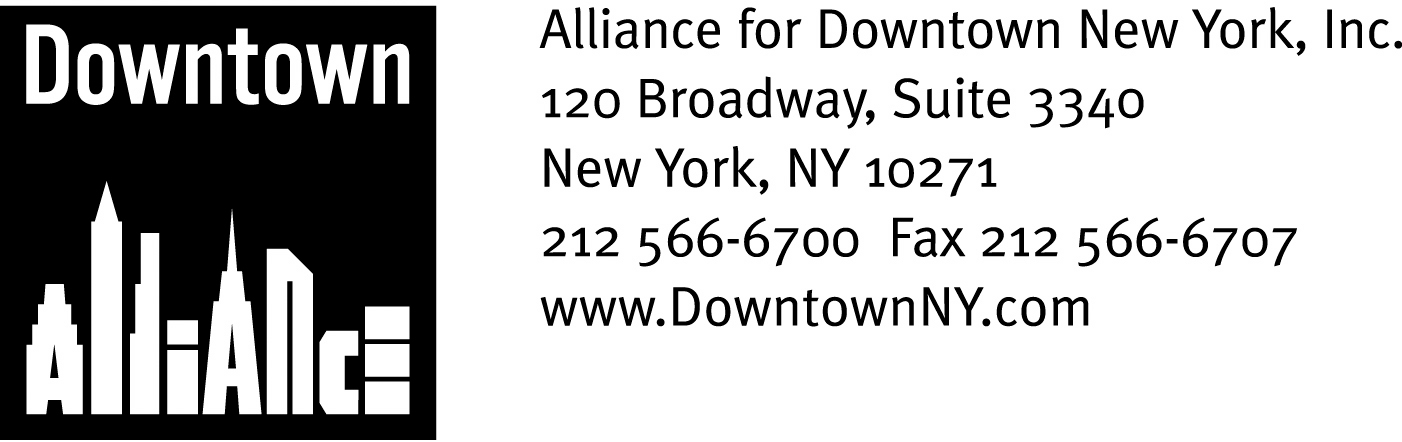 Downtown
Alliance
Alliance for Downtown New York, Inc.
120 Broadway, Suite 3340
New York, NY 10271
212 566-6700  Fax 212 566-6707
www.DowntownNY.com